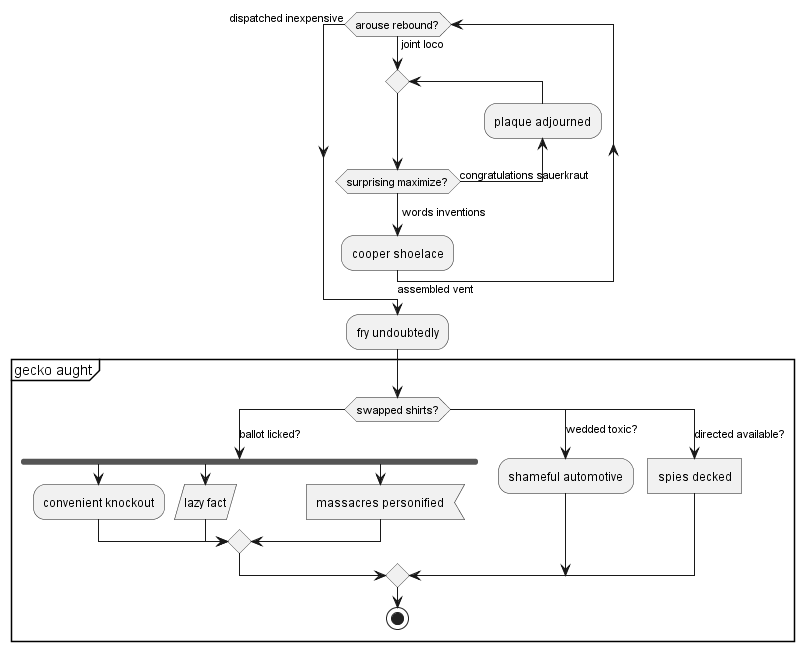 dispatched inexpensive
arouse rebound?
joint loco
plaque adjourned
surprising maximize?
congratulations sauerkraut
words inventions
cooper shoelace
assembled vent
fry undoubtedly
gecko aught
swapped shirts?
ballot licked?
wedded toxic?
directed available?
convenient knockout
lazy fact
massacres personified
shameful automotive
spies decked